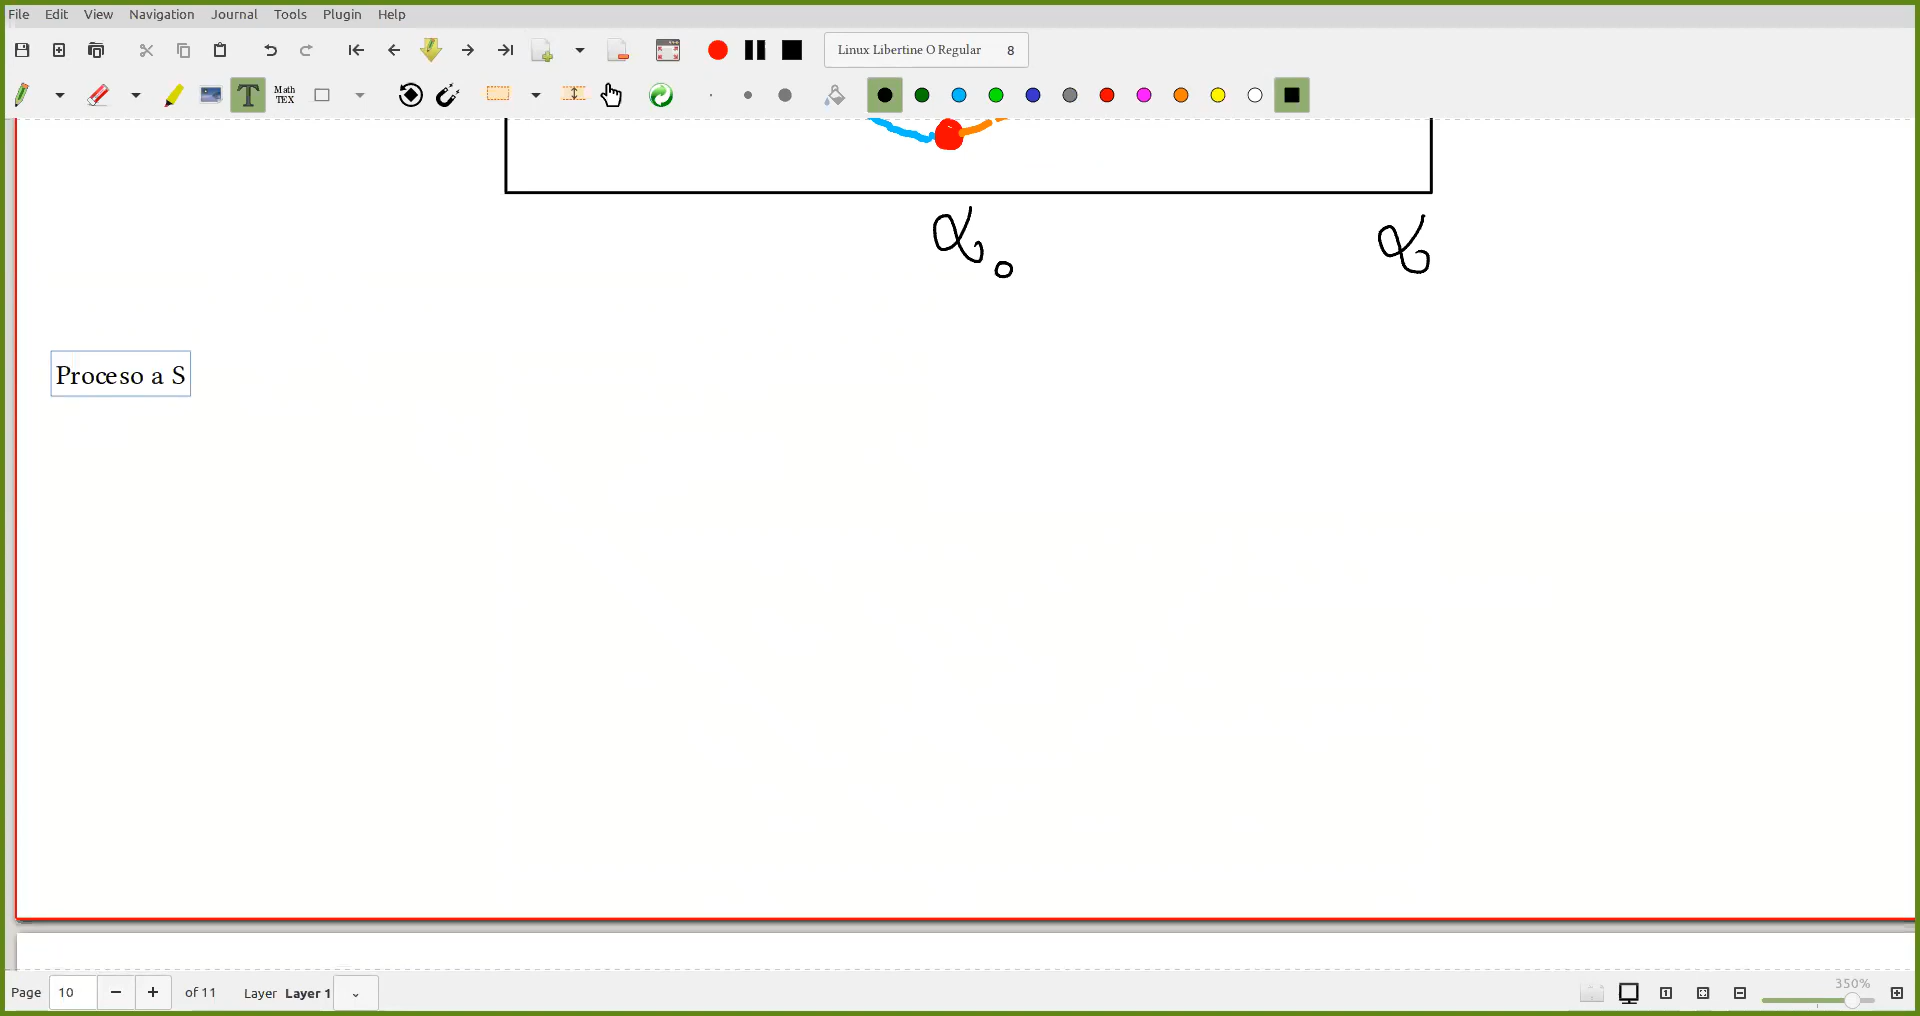 File Edit View Navigation Journal Tools Plugin Help
Linux Libertine O Regular 8
T Math TEX
α₀ α
Proceso a S
Page 10 of 11 Layer Layer 1 350%